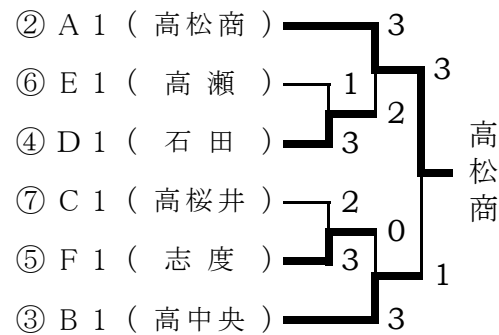 ② A 1 ( 高松商 ) 3
3
⑥ E 1 ( 高 瀬 ) 1
2
④ D 1 ( 石 田 ) 3
高松商
⑦ C 1 ( 高桜井 ) 2
0
⑤ F 1 ( 志 度 ) 3
1
③ B 1 ( 高中央 ) 3